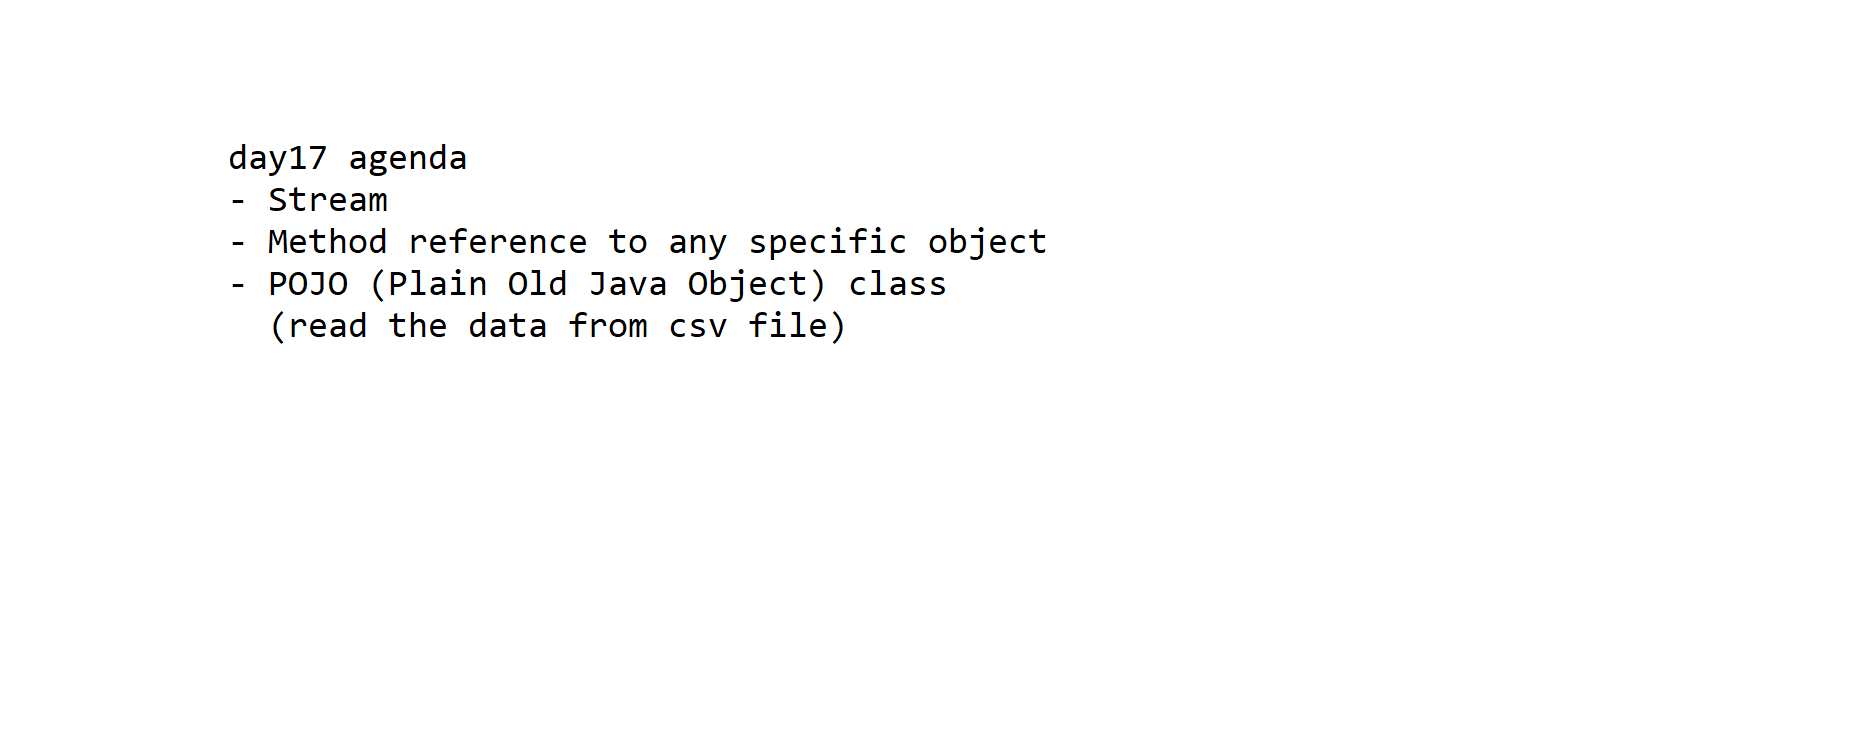 day17 agenda
- Stream
- Method reference to any specific object
- POJO (Plain Old Java Object) class
(read the data from csv file)